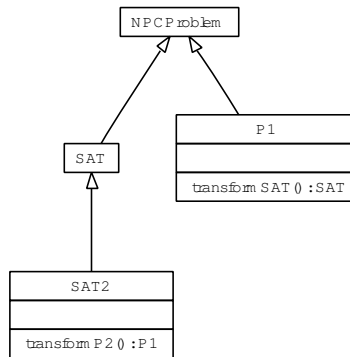 NPCProblem
P1
SAT
transformSAT():SAT
SAT2
transformP2():P1